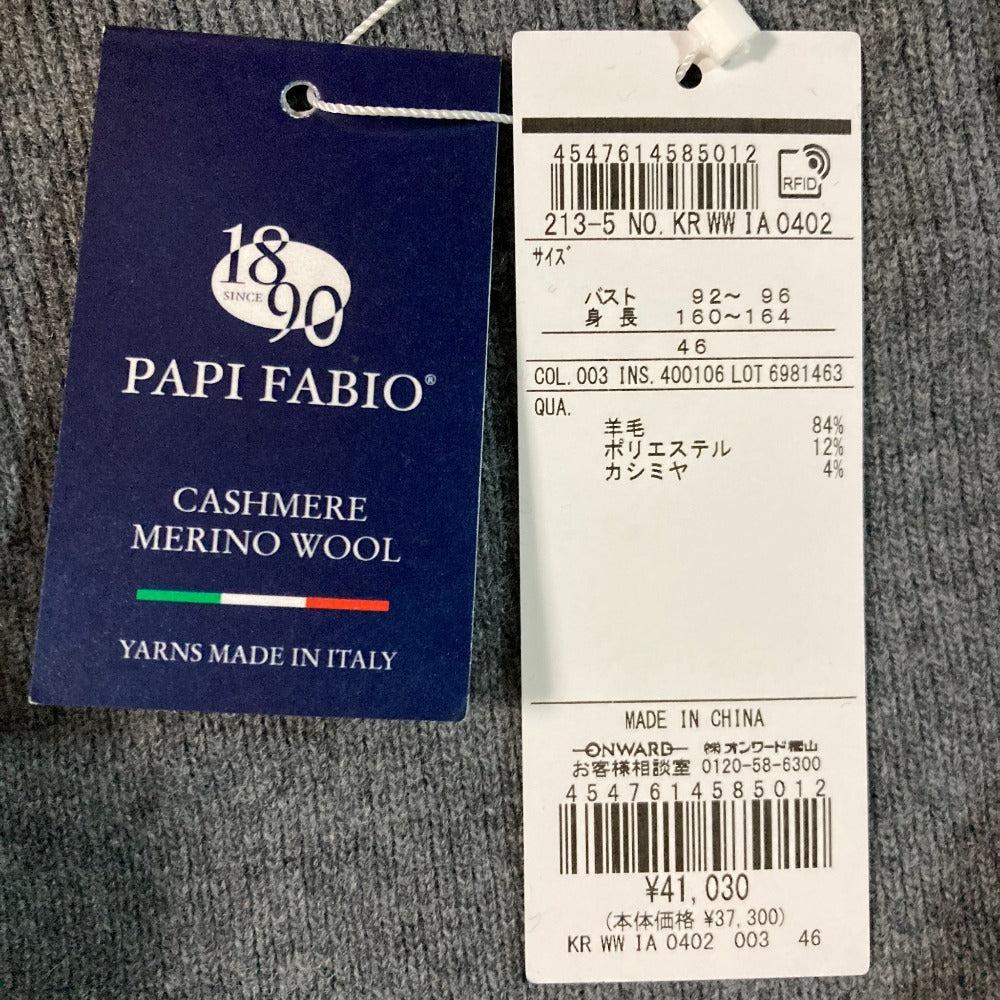 18
SINCE 90
PAPI FABIO®
CASHMERE
MERINO WOOL
YARNS MADE IN ITALY
4547614585012
RFID
213-5 NO. KR WW IA 0402
サイズ
バスト 92～ 96
身 長 160～164
46
COL. 003 INS. 400106 LOT 6981463
QUA.
羊毛 84%
ポリエステル 12%
カシミヤ 4%
MADE IN CHINA
ONWARD ㈱オンワード樫山
お客様相談室 0120-58-6300
4547614585012
¥41,030
(本体価格 ¥37,300)
KR WW IA 0402 003 46